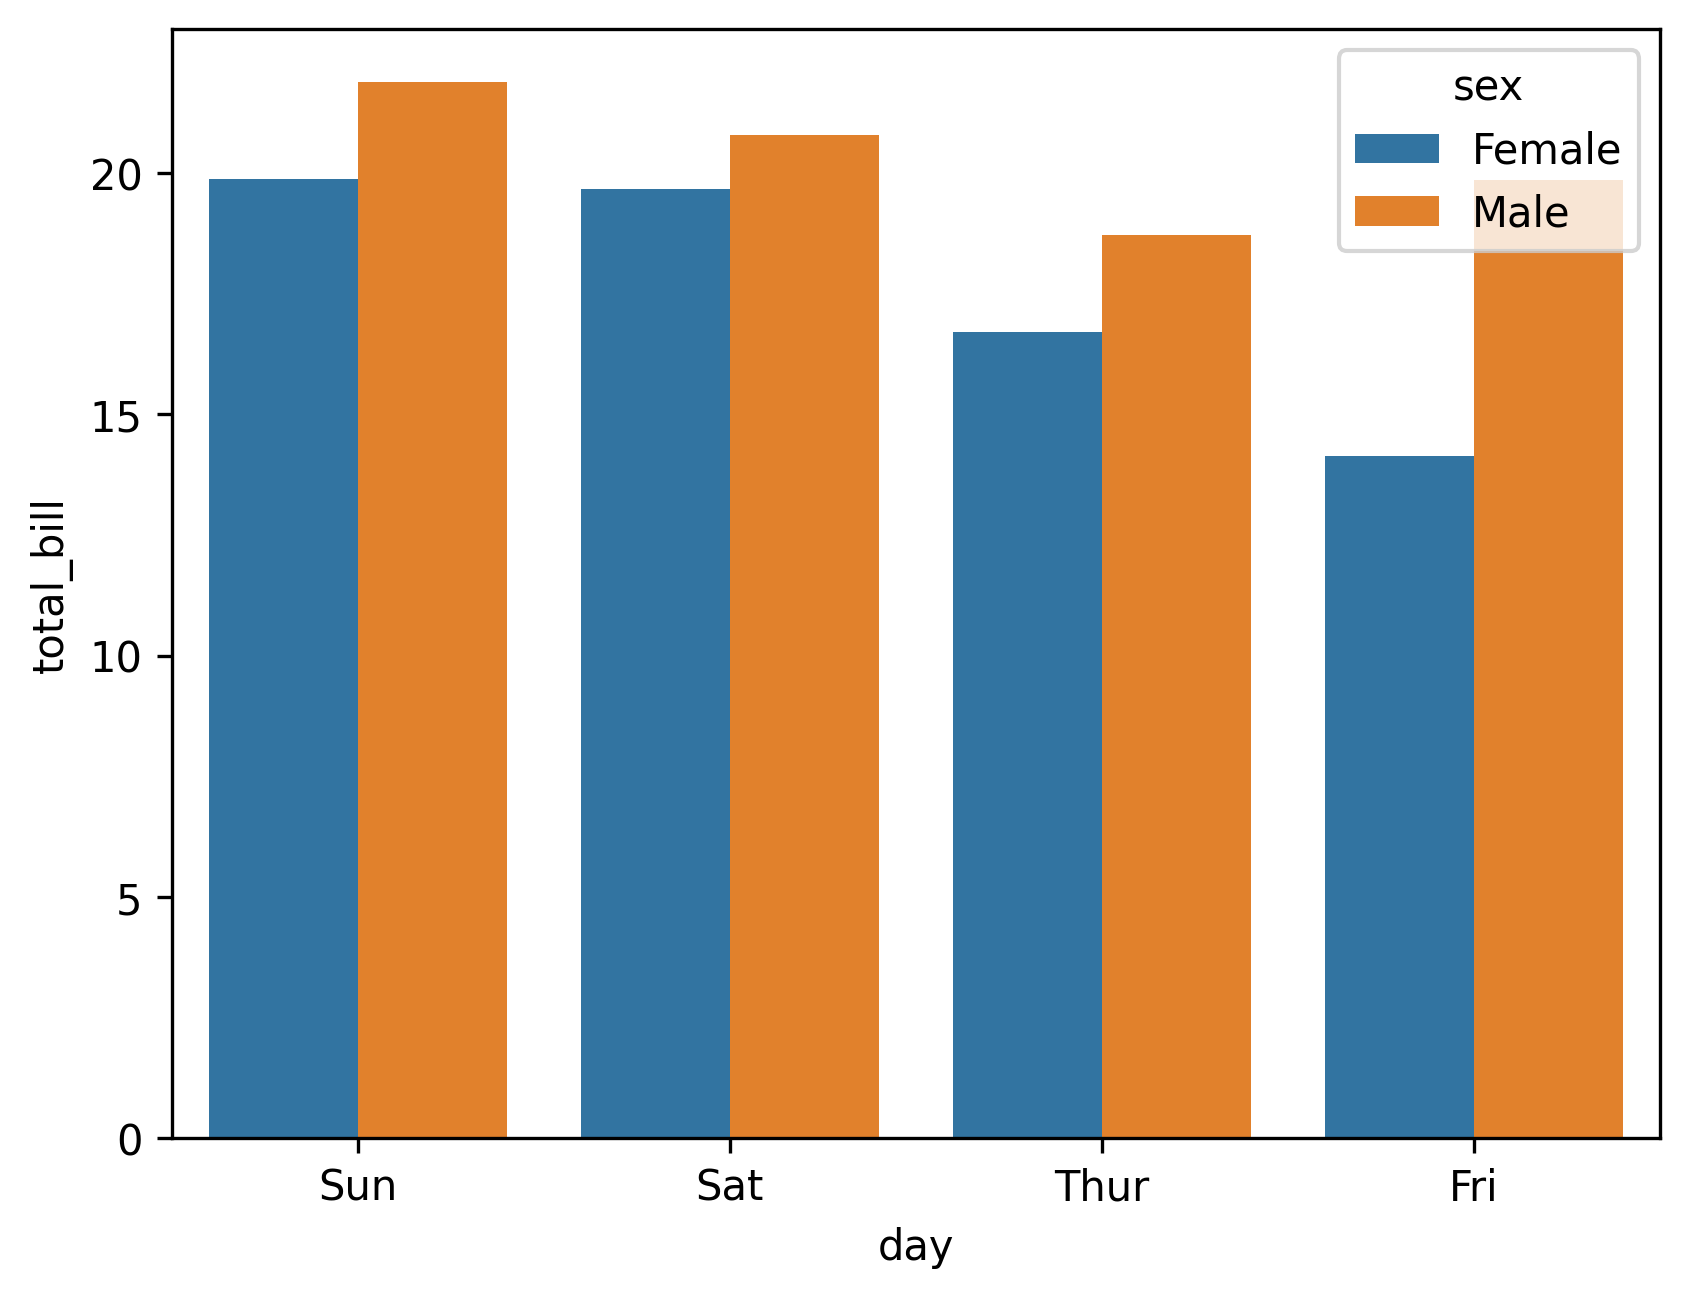 sex
Female
Male
20
15
10
5
0
total_bill
Sun Sat Thur Fri
day